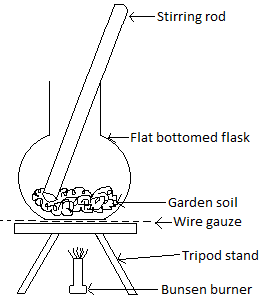 Stirring rod
Flat bottomed flask
Garden soil
Wire gauze
Tripod stand
Bunsen burner